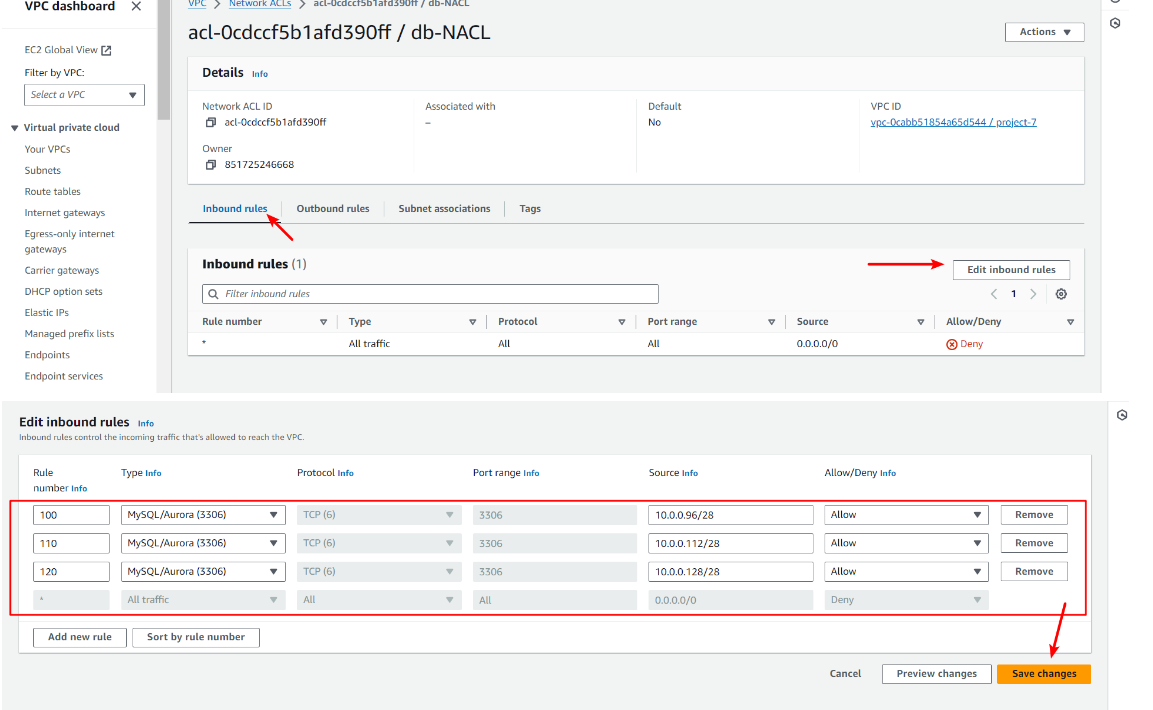 VPC dashboard
VPC > Network ACLs > acl-0cdccf5b1afd390ff / db-NACL
acl-0cdccf5b1afd390ff / db-NACL
Actions
EC2 Global View
Filter by VPC:
Select a VPC
Virtual private cloud
Your VPCs
Subnets
Route tables
Internet gateways
Egress-only internet
gateways
Carrier gateways
DHCP option sets
Elastic IPs
Managed prefix lists
Endpoints
Endpoint services
Details Info
Network ACL ID
acl-0cdccf5b1afd390ff
Associated with
–
Default
No
VPC ID
vpc-0cabb51854a65d544 / project-7
Owner
851725246668
Inbound rules Outbound rules Subnet associations Tags
Inbound rules (1)
Edit inbound rules
Filter inbound rules
1
Rule number Type Protocol Port range Source Allow/Deny
* All traffic All All 0.0.0.0/0 Deny
Edit inbound rules Info
Inbound rules control the incoming traffic that's allowed to reach the VPC.
Rule
number Info
Type Info Protocol Info Port range Info Source Info Allow/Deny Info
100 MySQL/Aurora (3306) TCP (6) 3306 10.0.0.96/28 Allow Remove
110 MySQL/Aurora (3306) TCP (6) 3306 10.0.0.112/28 Allow Remove
120 MySQL/Aurora (3306) TCP (6) 3306 10.0.0.128/28 Allow Remove
* All traffic All All 0.0.0.0/0 Deny
Add new rule Sort by rule number
Cancel Preview changes Save changes